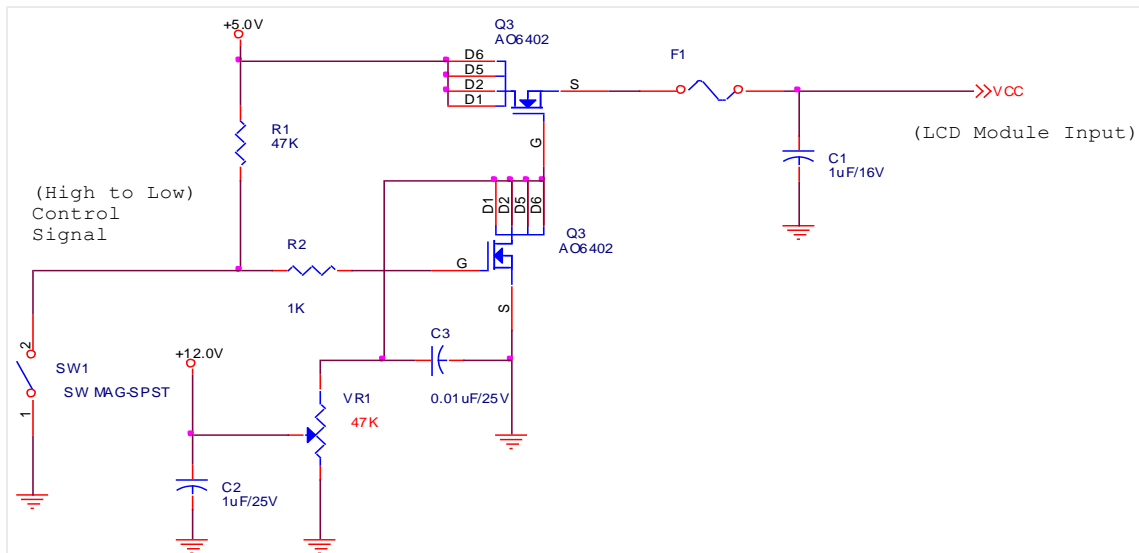 +5.0V
Q3
AO6402
D6
D5
D2
D1
S
F1
VCC
(LCD Module Input)
R1
47K
G
C1
1uF/16V
(High to Low)
Control
Signal
D1
D2
D5
D6
Q3
AO6402
R2
G
1K
S
C3
0.01uF/25V
+12.0V
2
SW1
SW MAG-SPST
1
VR1
47K
C2
1uF/25V